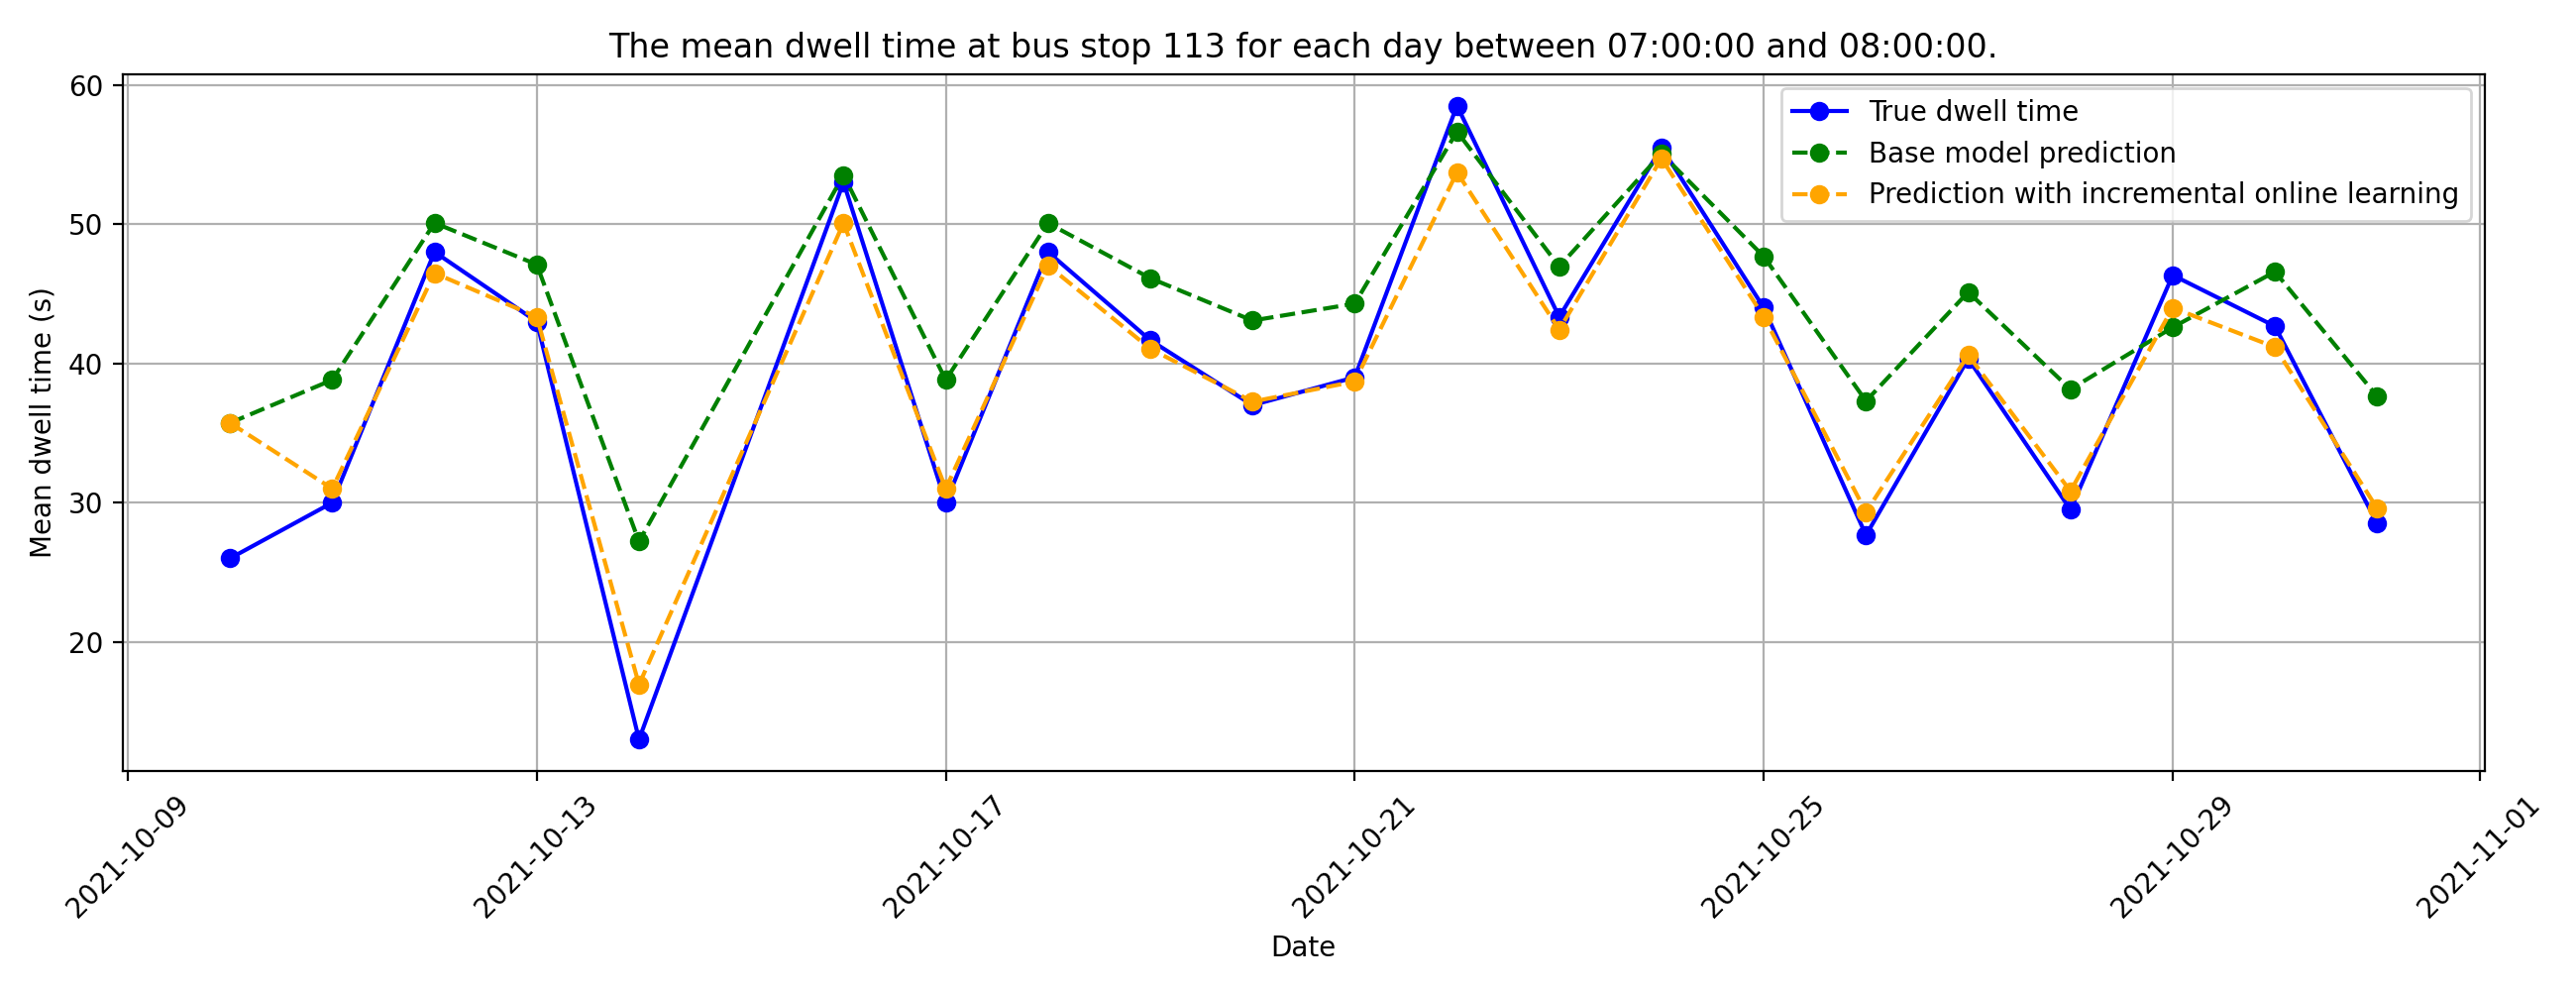 The mean dwell time at bus stop 113 for each day between 07:00:00 and 08:00:00.
True dwell time
Base model prediction
Prediction with incremental online learning
Mean dwell time (s)
60
50
40
30
20
2021-10-09
2021-10-13
2021-10-17
2021-10-21
2021-10-25
2021-10-29
2021-11-01
Date